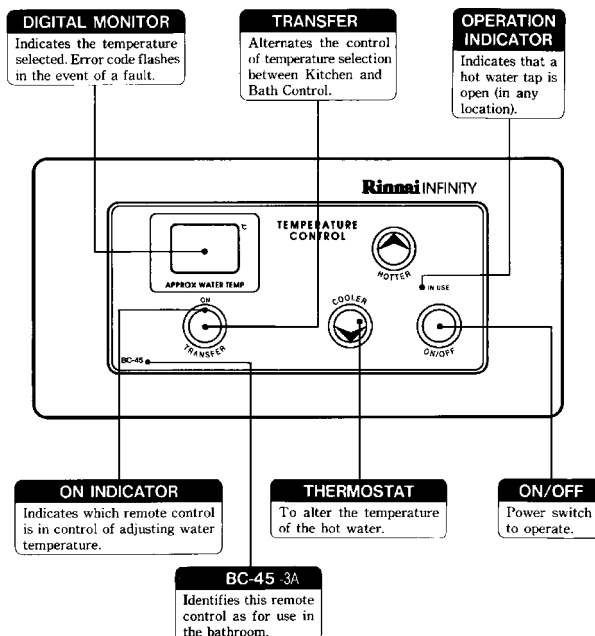 DIGITAL MONITOR
Indicates the temperature
selected. Error code flashes
in the event of a fault.
TRANSFER
Alternates the control
of temperature selection
between Kitchen and
Bath Control.
OPERATION
INDICATOR
Indicates that a
hot water tap is
open (in any
location).
Rinnai INFINITY
°C
TEMPERATURE
CONTROL
APPROX WATER TEMP
HOTTER
IN USE
ON
COOLER
TRANSFER
ON/OFF
BC-45
ON INDICATOR
Indicates which remote control
is in control of adjusting water
temperature.
THERMOSTAT
To alter the temperature
of the hot water.
ON/OFF
Power switch
to operate.
BC-45 -3A
Identifies this remote
control as for use in
the bathroom.